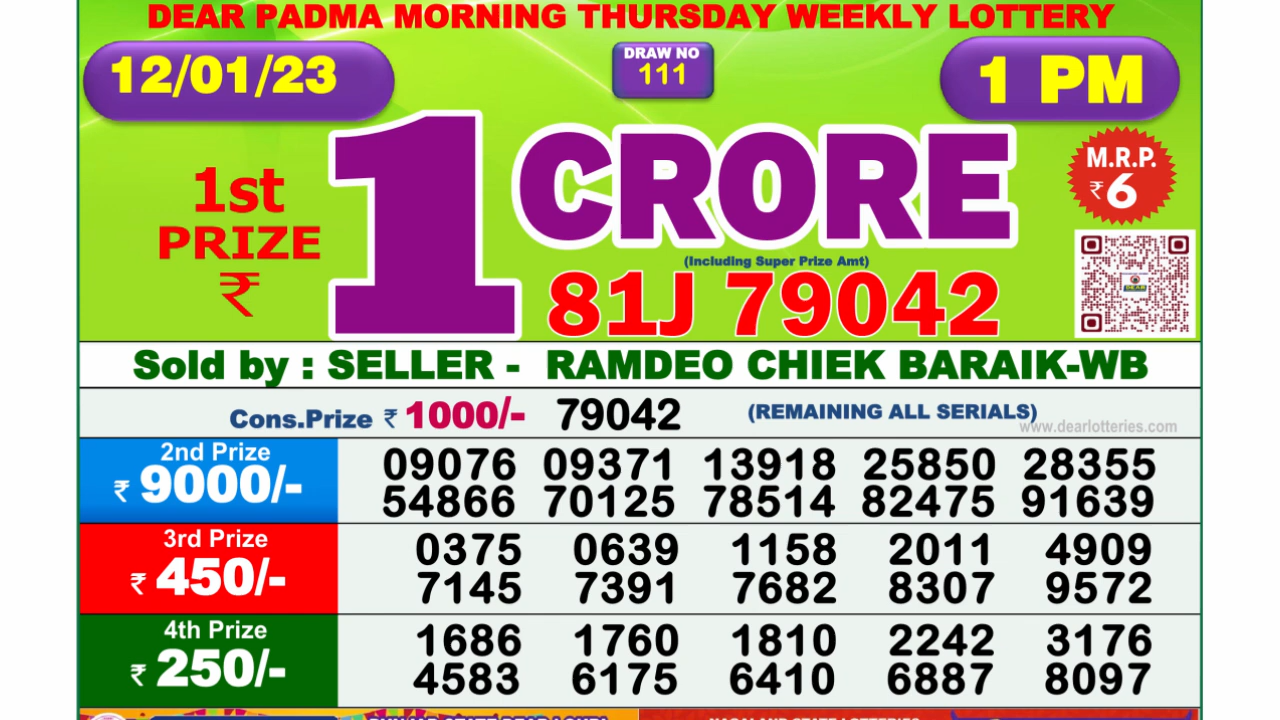 DEAR PADMA MORNING THURSDAY WEEKLY LOTTERY
12/01/23
DRAW NO
111
1 PM
1st
PRIZE
₹
1 CRORE
(Including Super Prize Amt)
81J 79042
M.R.P.
₹6
Sold by : SELLER - RAMDEO CHIEK BARAIK-WB
Cons.Prize ₹ 1000/- 79042 (REMAINING ALL SERIALS)
www.dearlotteries.com
2nd Prize
₹ 9000/-
09076 09371 13918 25850 28355
54866 70125 78514 82475 91639
3rd Prize
₹ 450/-
0375 0639 1158 2011 4909
7145 7391 7682 8307 9572
4th Prize
₹ 250/-
1686 1760 1810 2242 3176
4583 6175 6410 6887 8097